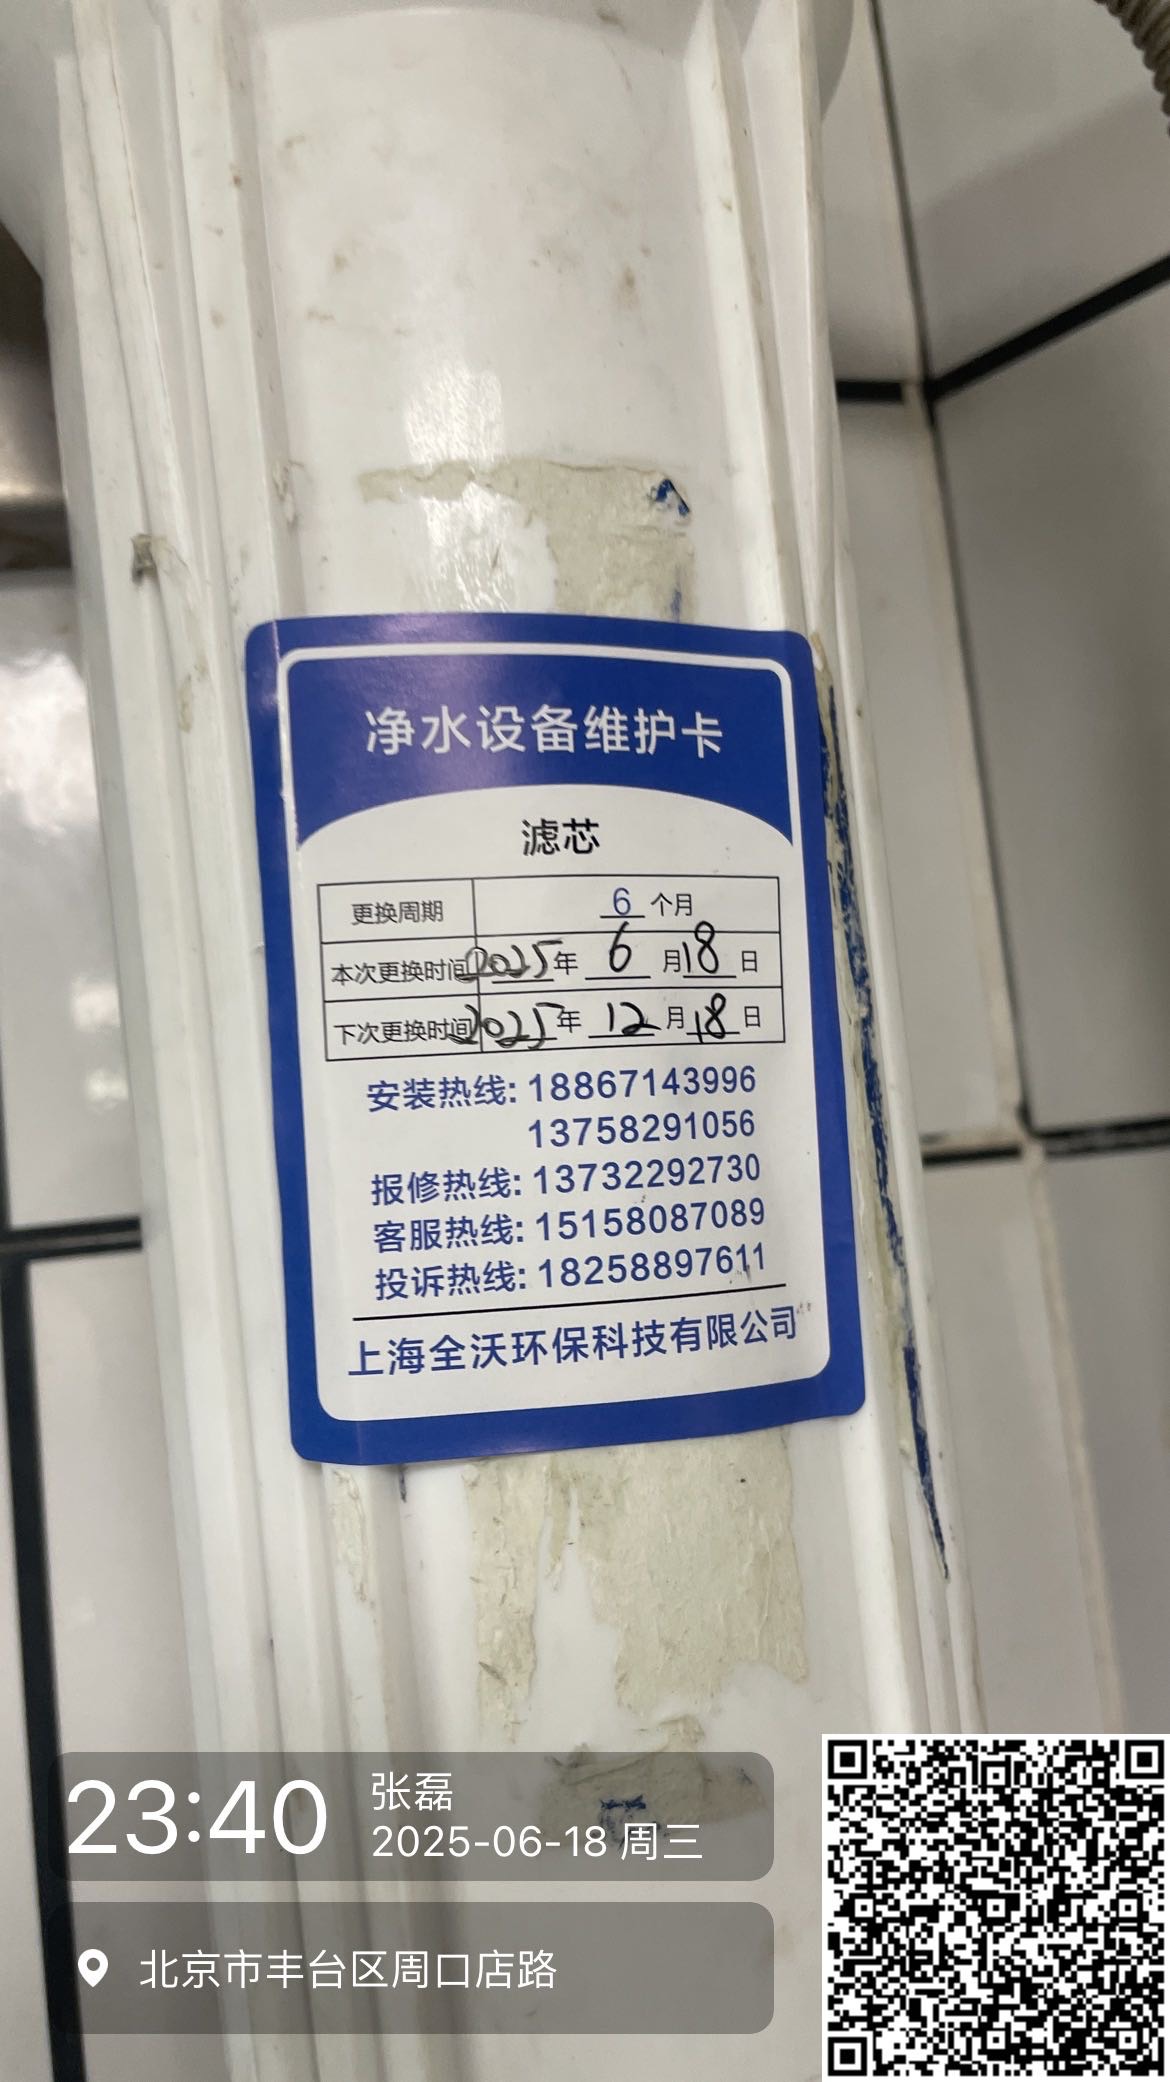 净水设备维护卡
滤芯
更换周期 6 个月
本次更换时间 2025 年 6 月 18 日
下次更换时间 2025 年 12 月 18 日
安装热线: 18867143996
13758291056
报修热线: 13732292730
客服热线: 15158087089
投诉热线: 18258897611
上海全沃环保科技有限公司
23:40
张磊
2025-06-18 周三
北京市丰台区周口店路